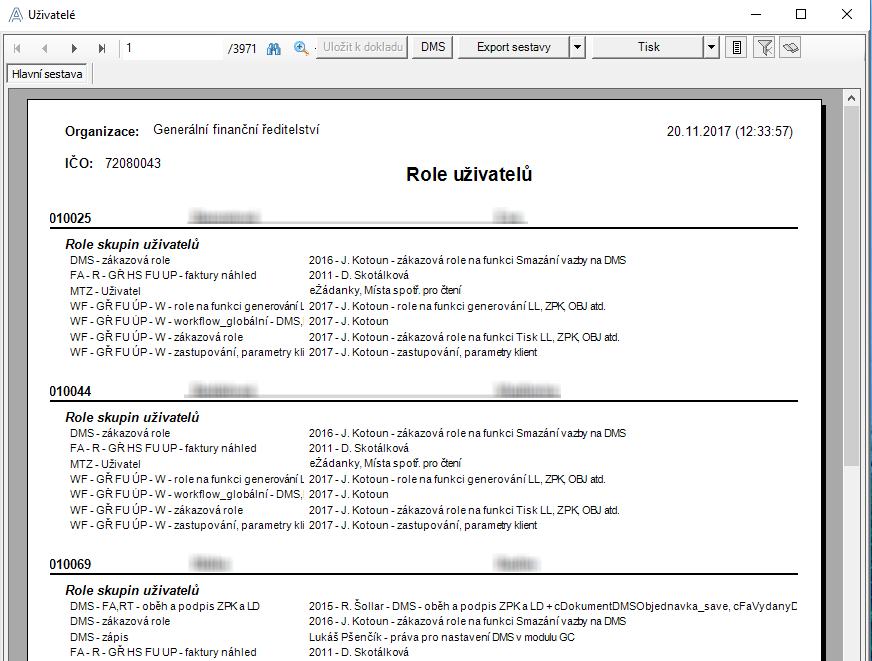 Uživatelé
1 /3971 Uložit k dokladu DMS Export sestavy Tisk
Hlavní sestava
Organizace: Generální finanční ředitelství 20.11.2017 (12:33:57)
IČO: 72080043
Role uživatelů
010025
Role skupin uživatelů
DMS - zákazová role 2016 - J. Kotoun - zákazová role na funkci Smazání vazby na DMS
FA - R - GŘ HS FU UP - faktury náhled 2011 - D. Skotálková
MTZ - Uživatel eŽádanky, Místa spotř. pro čtení
WF - GŘ FU ÚP - W - role na funkci generování L 2017 - J. Kotoun - role na funkci generování LL, ZPK, OBJ atd.
WF - GŘ FU ÚP - W - workflow_globální - DMS, 2017 - J. Kotoun
WF - GŘ FU ÚP - W - zákazová role 2017 - J. Kotoun - zákazová role na funkci Tisk LL, ZPK, OBJ atd.
WF - GŘ FU ÚP - W - zastupování, parametry kli 2017 - J. Kotoun - zastupování, parametry klient
010044
Role skupin uživatelů
DMS - zákazová role 2016 - J. Kotoun - zákazová role na funkci Smazání vazby na DMS
FA - R - GŘ HS FU UP - faktury náhled 2011 - D. Skotálková
MTZ - Uživatel eŽádanky, Místa spotř. pro čtení
WF - GŘ FU ÚP - W - role na funkci generování L 2017 - J. Kotoun - role na funkci generování LL, ZPK, OBJ atd.
WF - GŘ FU ÚP - W - workflow_globální - DMS, 2017 - J. Kotoun
WF - GŘ FU ÚP - W - zákazová role 2017 - J. Kotoun - zákazová role na funkci Tisk LL, ZPK, OBJ atd.
WF - GŘ FU ÚP - W - zastupování, parametry kli 2017 - J. Kotoun - zastupování, parametry klient
010069
Role skupin uživatelů
DMS - FA,RT - oběh a podpis ZPK a LD 2015 - R. Šollar - DMS - oběh a podpis ZPK a LD + cDokumentDMSObjednavka_save, cFaVydanyD
DMS - zákazová role 2016 - J. Kotoun - zákazová role na funkci Smazání vazby na DMS
DMS - zápis Lukáš Pšenčík - práva pro nastavení DMS v modulu GC
FA - R - GŘ HS FU UP - faktury náhled 2011 - D. Skotálková